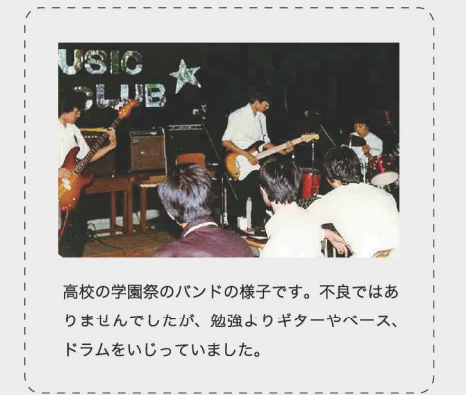 USIC
CLUB
高校の学園祭のバンドの様子です。不良ではあ
りませんでしたが、勉強よりギターやベース、
ドラムをいじっていました。